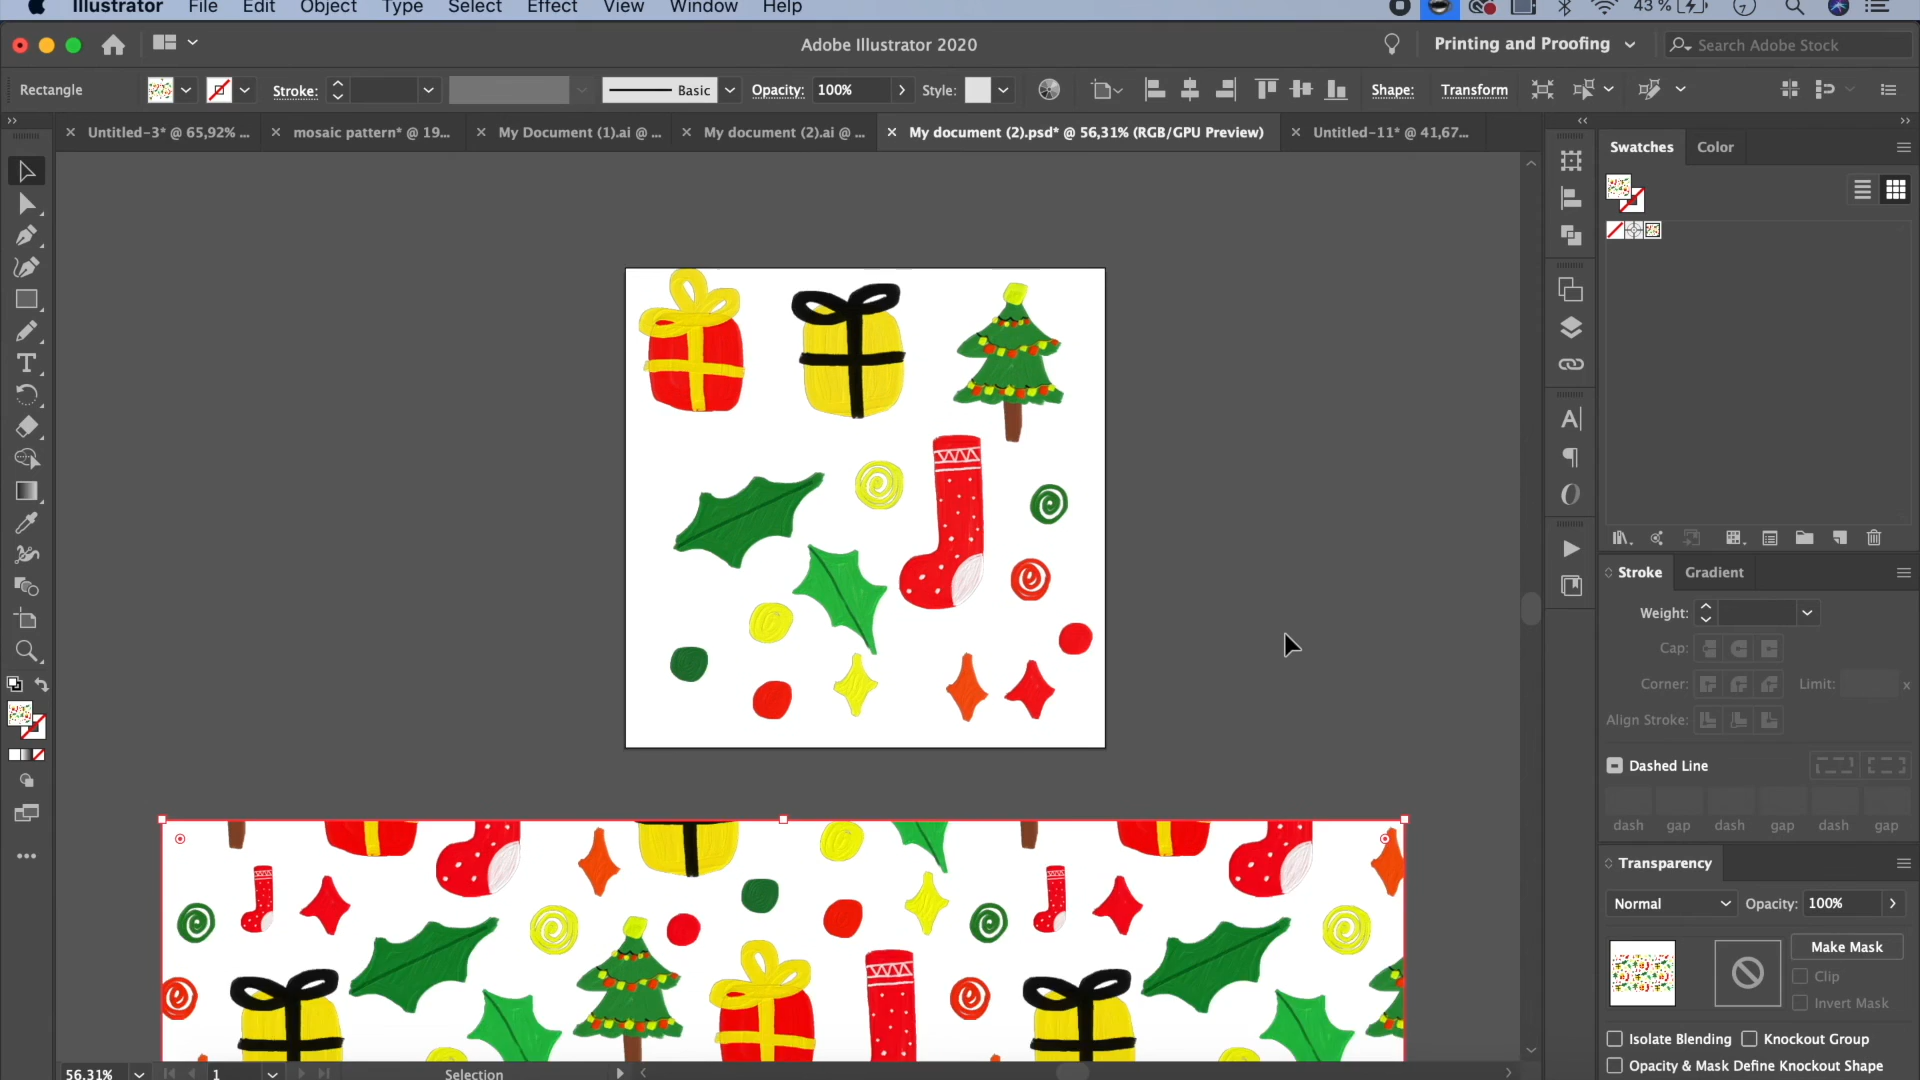 Illustrator File Edit Object Type Select Effect View Window Help 43 %
Adobe Illustrator 2020
Printing and Proofing
Search Adobe Stock
Rectangle Stroke: Basic Opacity: 100% Style: Shape: Transform
Untitled-3* @ 65,92% ... mosaic pattern* @ 19... My Document (1).ai @ ... My document (2).ai @ ... My document (2).psd* @ 56,31% (RGB/GPU Preview) Untitled-11* @ 41,67...
Swatches Color
Stroke Gradient
Weight:
Cap:
Corner: Limit: x
Align Stroke:
Dashed Line
dash gap dash gap dash gap
Transparency
Normal Opacity: 100%
Make Mask
Clip
Invert Mask
Isolate Blending Knockout Group
Opacity & Mask Define Knockout Shape
56,31% 1 Selection